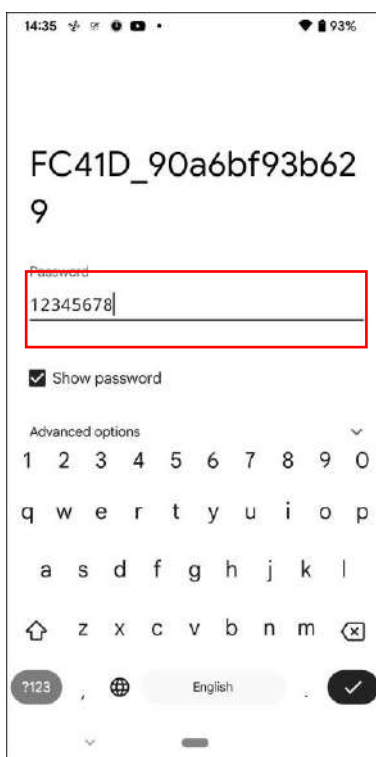 14:35 93%
FC41D_90a6bf93b62
9
Password
12345678
Show password
Advanced options
1 2 3 4 5 6 7 8 9 0
q w e r t y u i o p
a s d f g h j k l
z x c v b n m
?123 , English .